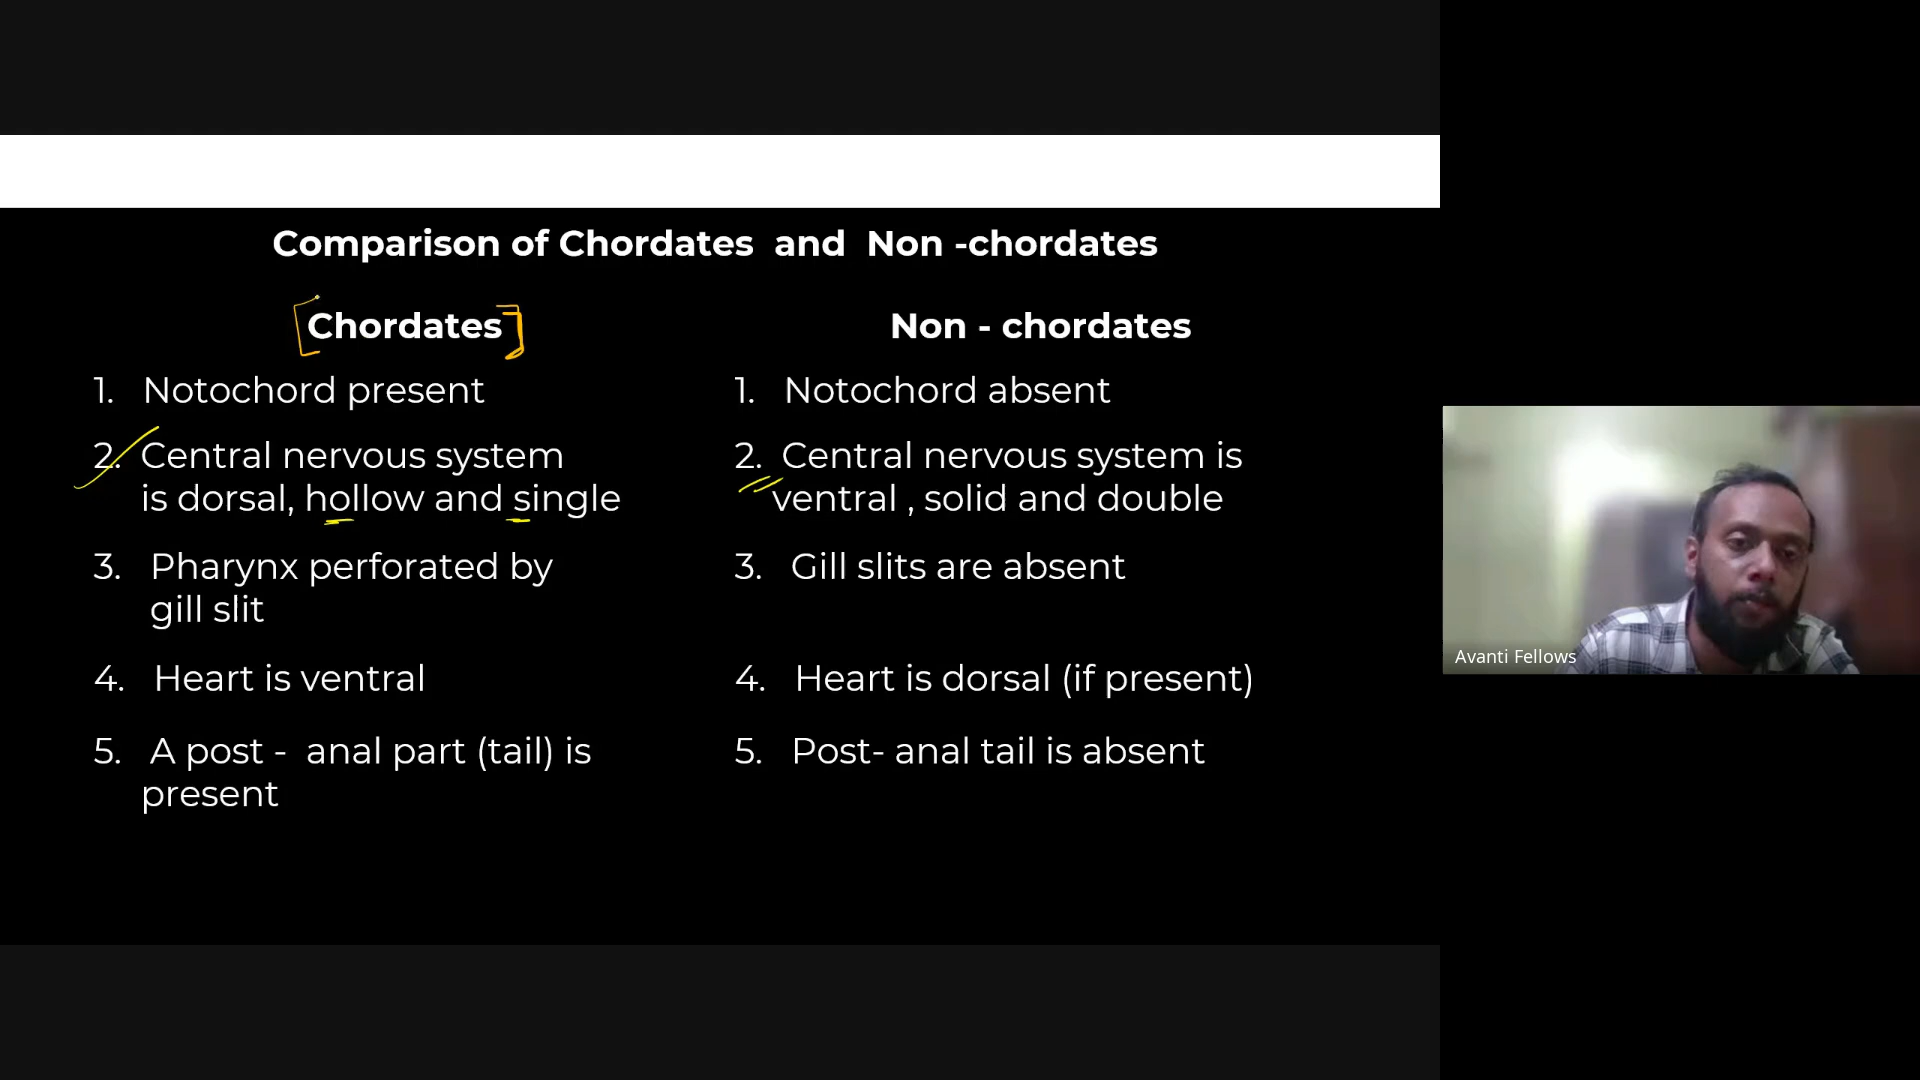 Comparison of Chordates and Non -chordates
Chordates
Non - chordates
1. Notochord present
1. Notochord absent
2. Central nervous system
is dorsal, hollow and single
2. Central nervous system is
ventral , solid and double
3. Pharynx perforated by
gill slit
3. Gill slits are absent
4. Heart is ventral
4. Heart is dorsal (if present)
5. A post - anal part (tail) is
present
5. Post- anal tail is absent
Avanti Fellows